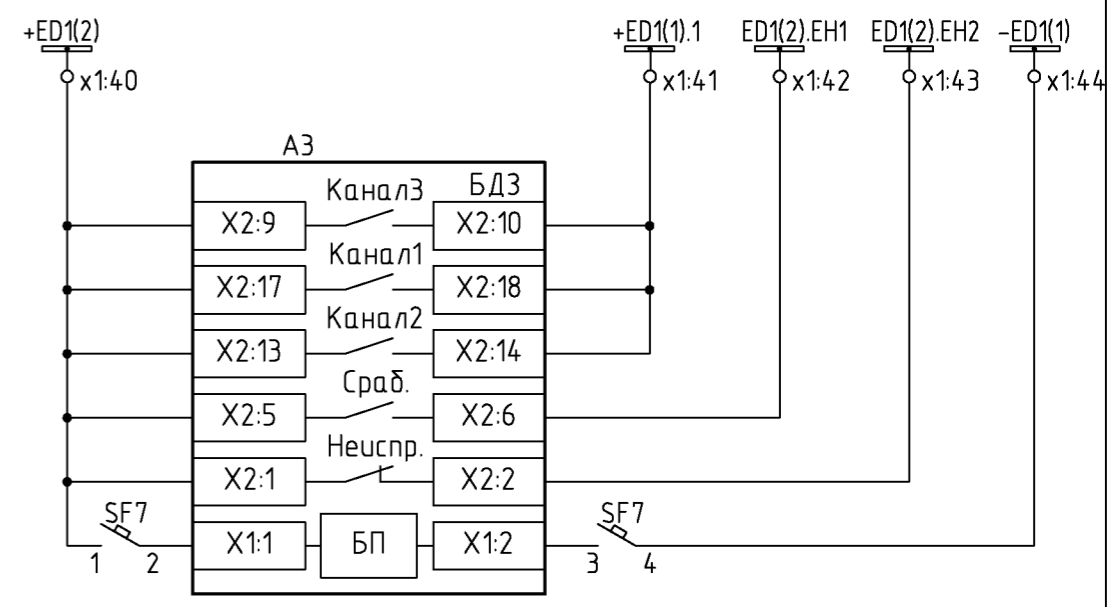 +ED1(2) +ED1(1).1 ED1(2).EH1 ED1(2).EH2 -ED1(1)
x1:40 x1:41 x1:42 x1:43 x1:44
А3
Канал3 БДЗ
X2:9 X2:10
Канал1
X2:17 X2:18
Канал2
X2:13 X2:14
Сраб.
X2:5 X2:6
Неиспр.
X2:1 X2:2
SF7 SF7
X1:1 БП X1:2
1 2 3 4